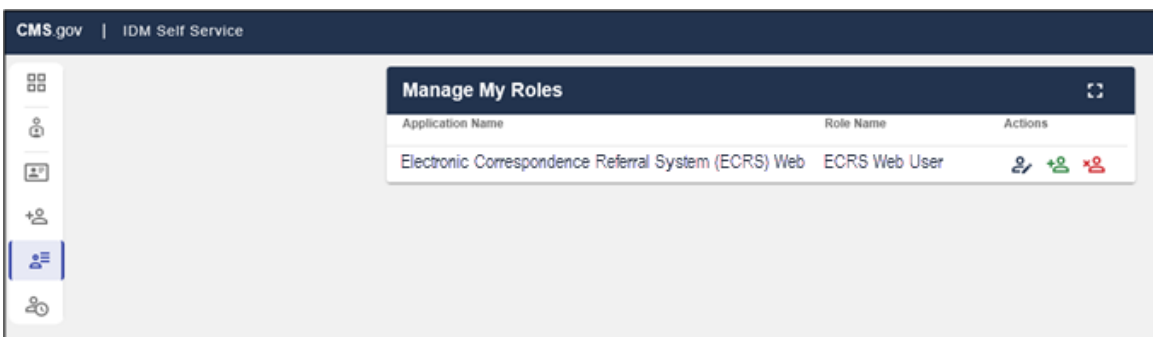 CMS.gov | IDM Self Service
Manage My Roles
Application Name Role Name Actions
Electronic Correspondence Referral System (ECRS) Web ECRS Web User